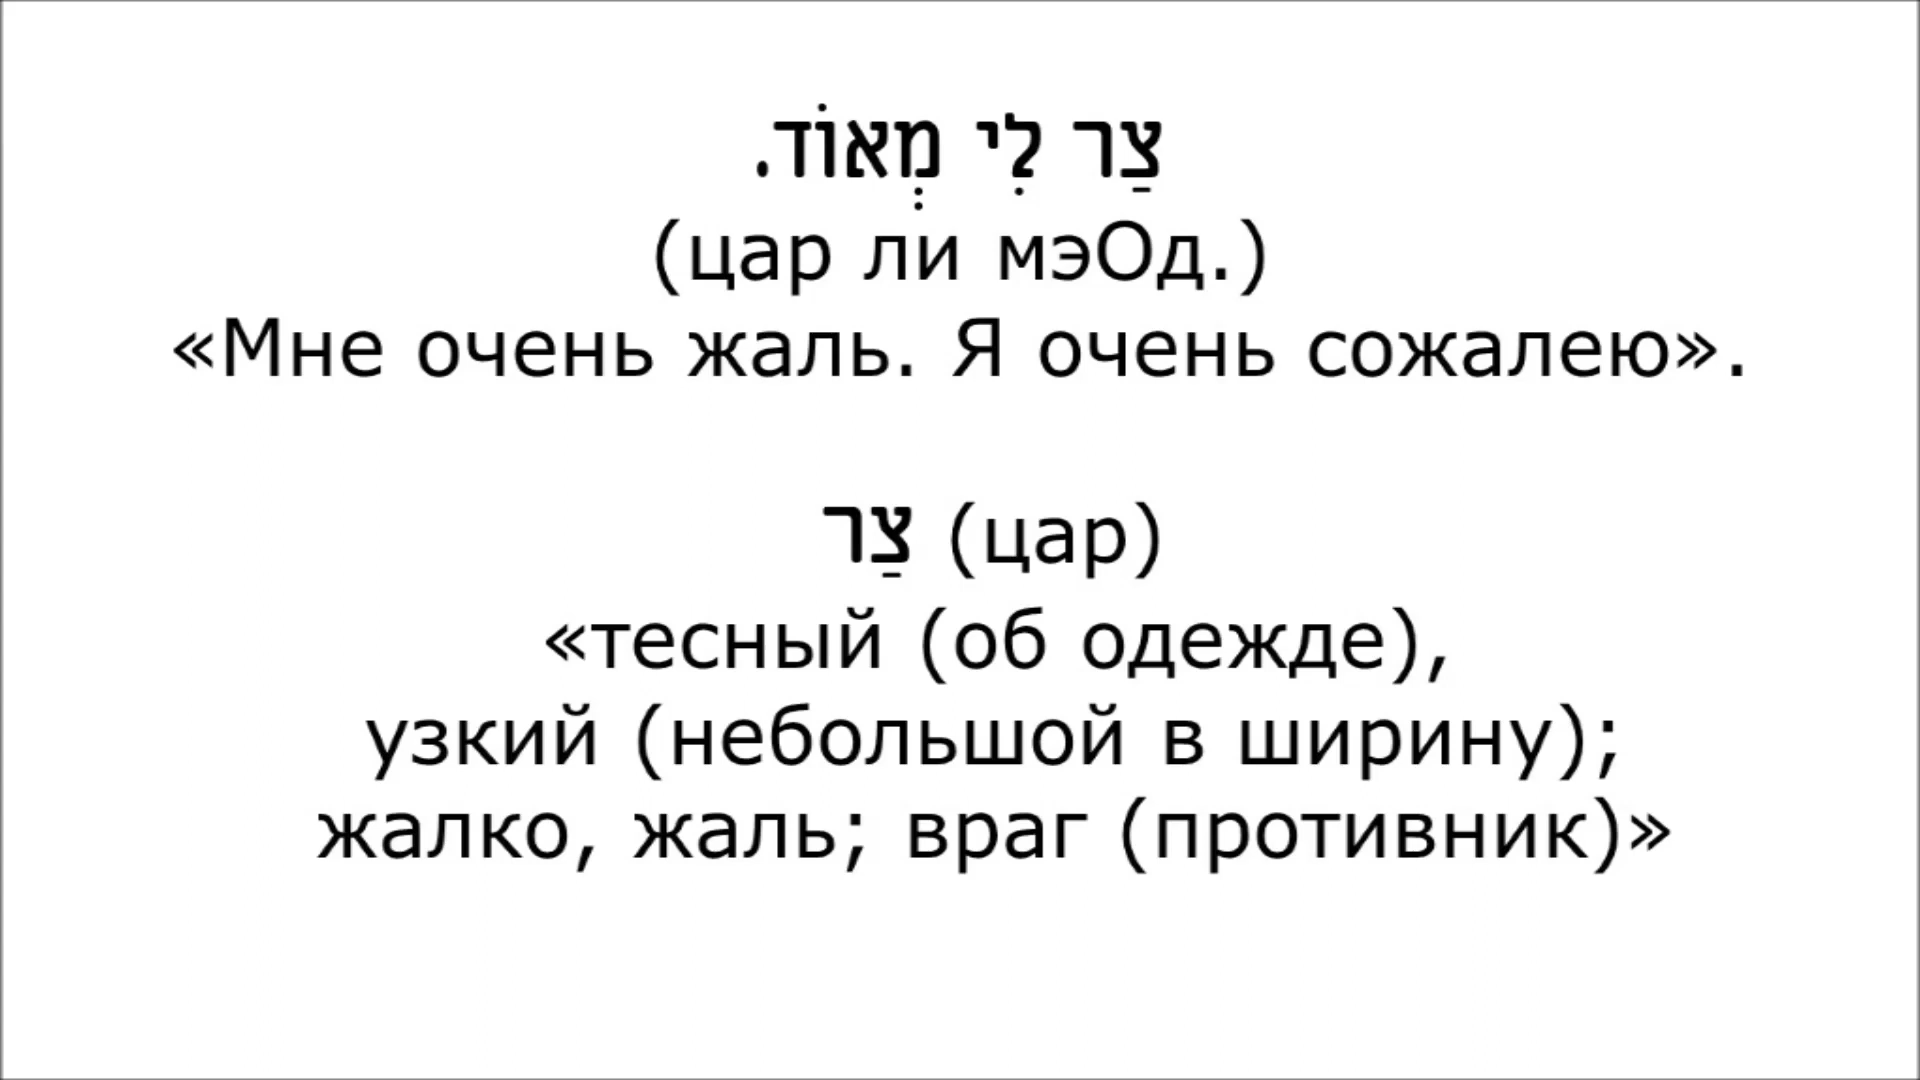 צַר לִי מְאוֹד.
(цар ли мэОд.)
«Мне очень жаль. Я очень сожалею».
צַר (цар)
«тесный (об одежде),
узкий (небольшой в ширину);
жалко, жаль; враг (противник)»